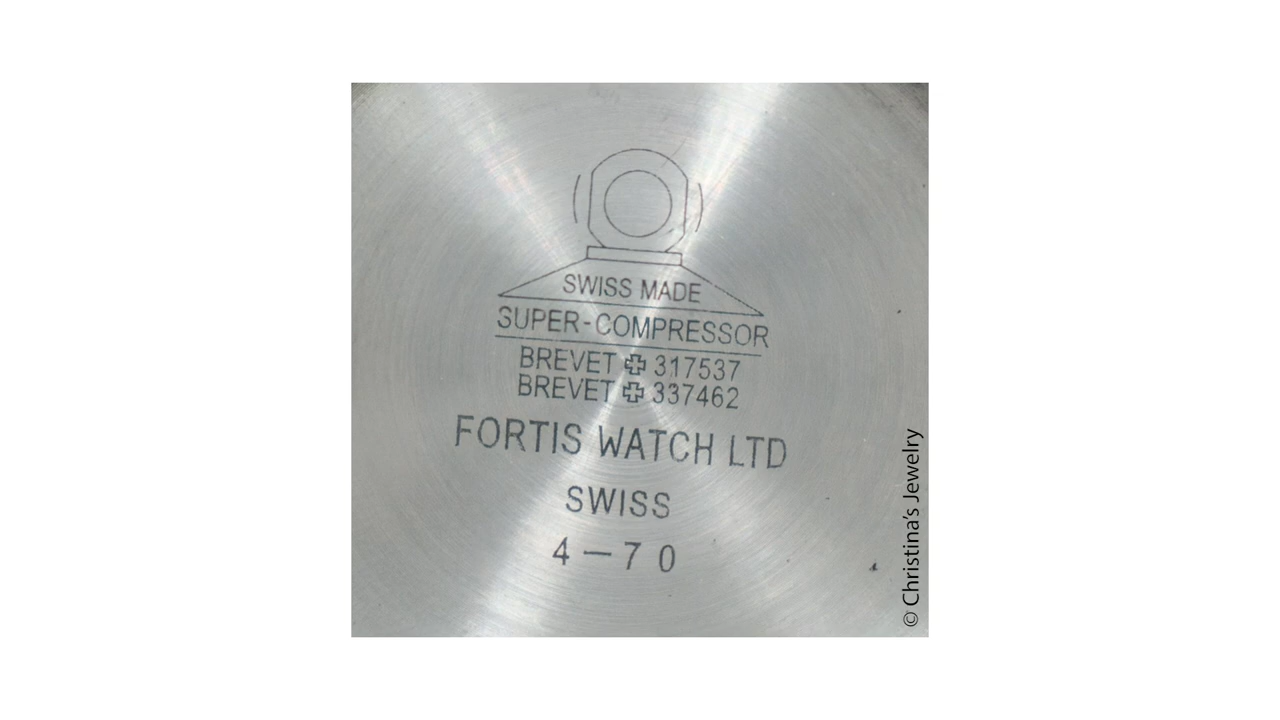 SWISS MADE
SUPER-COMPRESSOR
BREVET ✚ 317537
BREVET ✚ 337462
FORTIS WATCH LTD
SWISS
4—70
© Christina's Jewelry